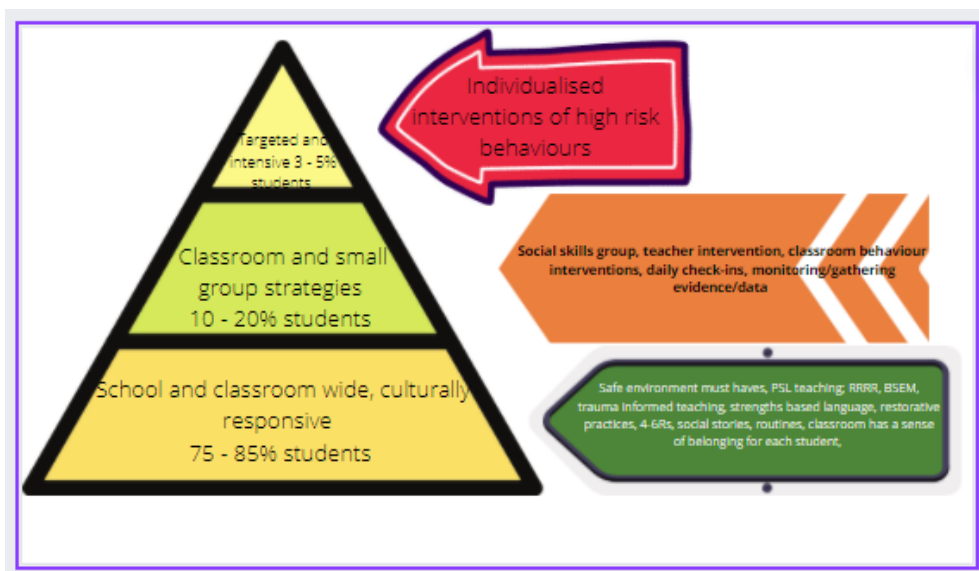 Individualised
interventions of high risk
behaviours
Targeted and
intensive 3 - 5%
students
Social skills group, teacher intervention, classroom behaviour
interventions, daily check-ins, monitoring/gathering
evidence/data
Classroom and small
group strategies
10 - 20% students
Safe environment must haves, PSL teaching; RRRR, BSEM,
trauma informed teaching, strengths based language, restorative
practices, 4-6Rs, social stories, routines, classroom has a sense
of belonging for each student,
School and classroom wide, culturally
responsive
75 - 85% students